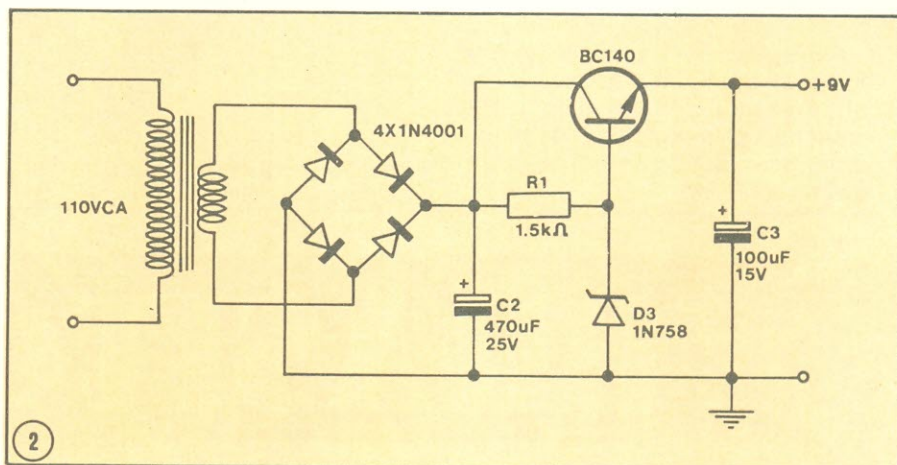 BC140
+9V
4X1N4001
110VCA
R1
1.5kΩ
+
C2
470uF
25V
D3
1N758
+
C3
100uF
15V
2